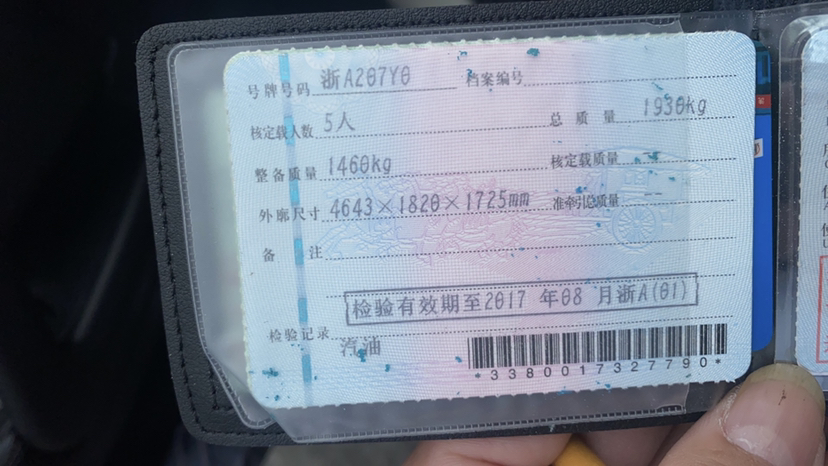 号牌号码 浙A207Y0 档案编号
核定载人数 5人 总质量 1930kg
整备质量 1460kg 核定载质量 --
外廓尺寸 4643×1820×1725mm 准牵引总质量 --
备注
检验有效期至2017 年08 月浙A(01)
检验记录
汽油
*3380017327790*